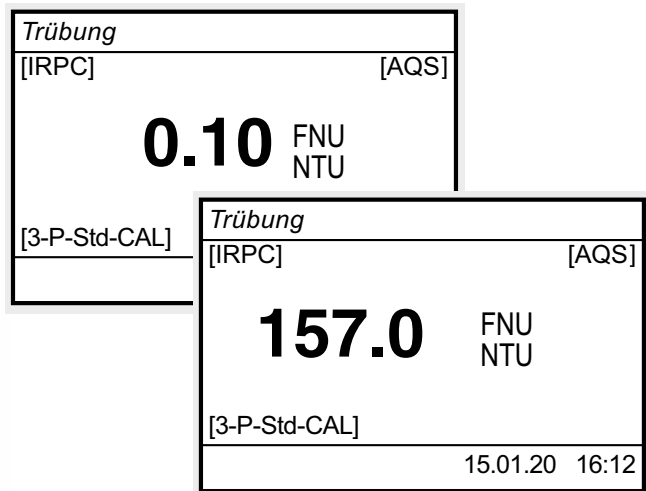 Trübung
[IRPC] [AQS]
0.10 FNU
NTU
[3-P-Std-CAL]
Trübung
[IRPC] [AQS]
157.0 FNU
NTU
[3-P-Std-CAL]
15.01.20 16:12